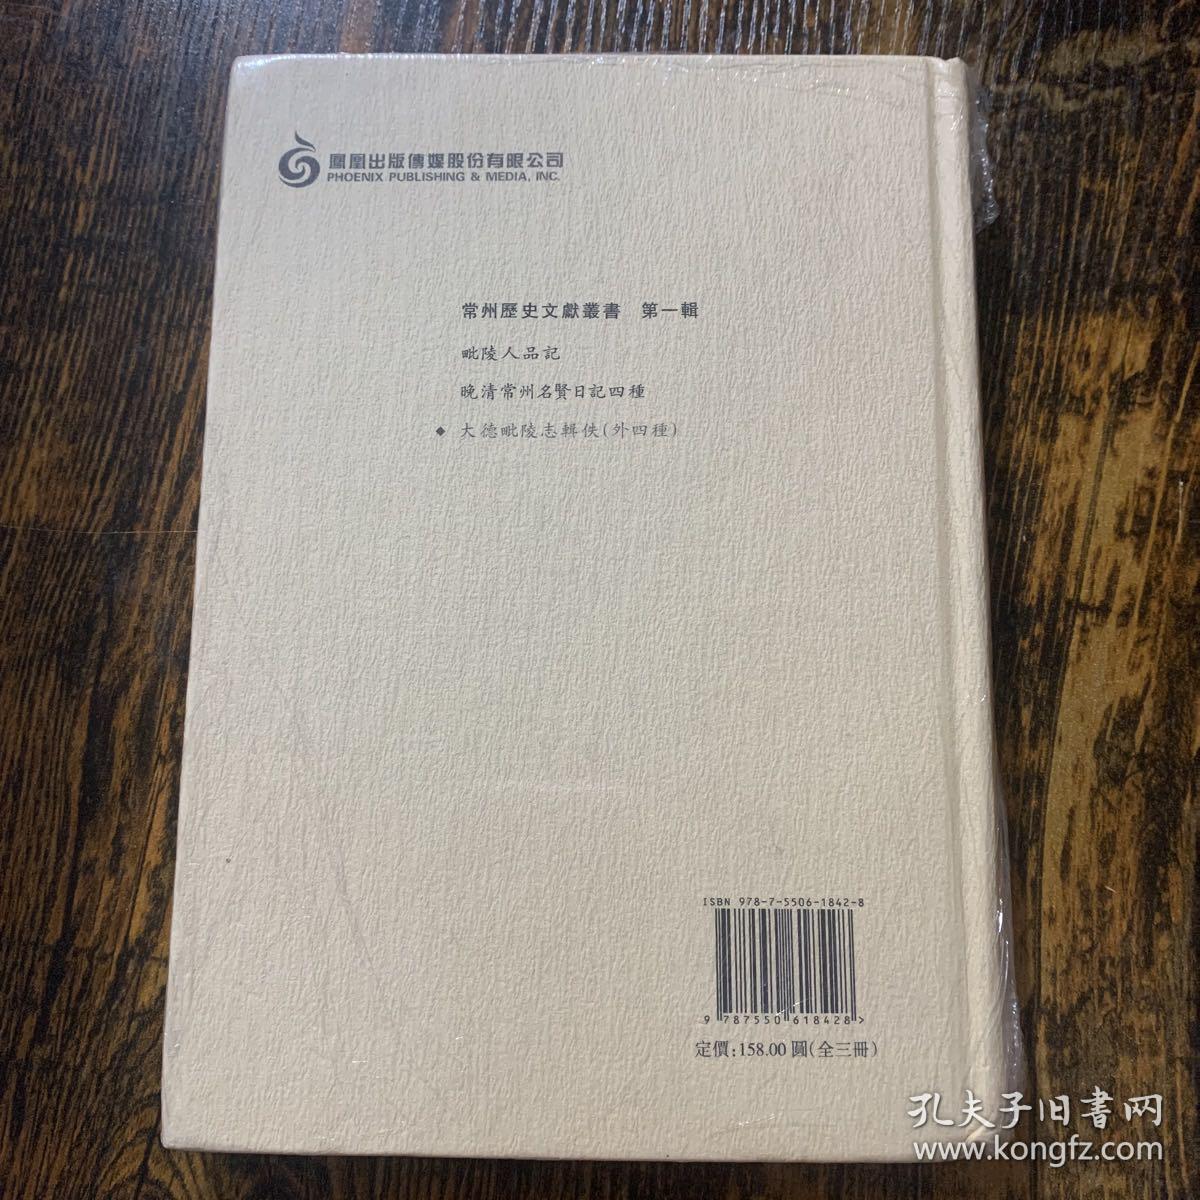 鳳凰出版傳媒股份有限公司
PHOENIX PUBLISHING & MEDIA, INC.
常州歷史文獻叢書　第一輯
毗陵人品記
晚清常州名賢日記四種
◆ 大德毗陵志輯佚(外四種)
ISBN 978-7-5506-1842-8
9 787550 618428 >
定價:158.00圓(全三冊)
孔夫子旧書网
www.kongfz.com